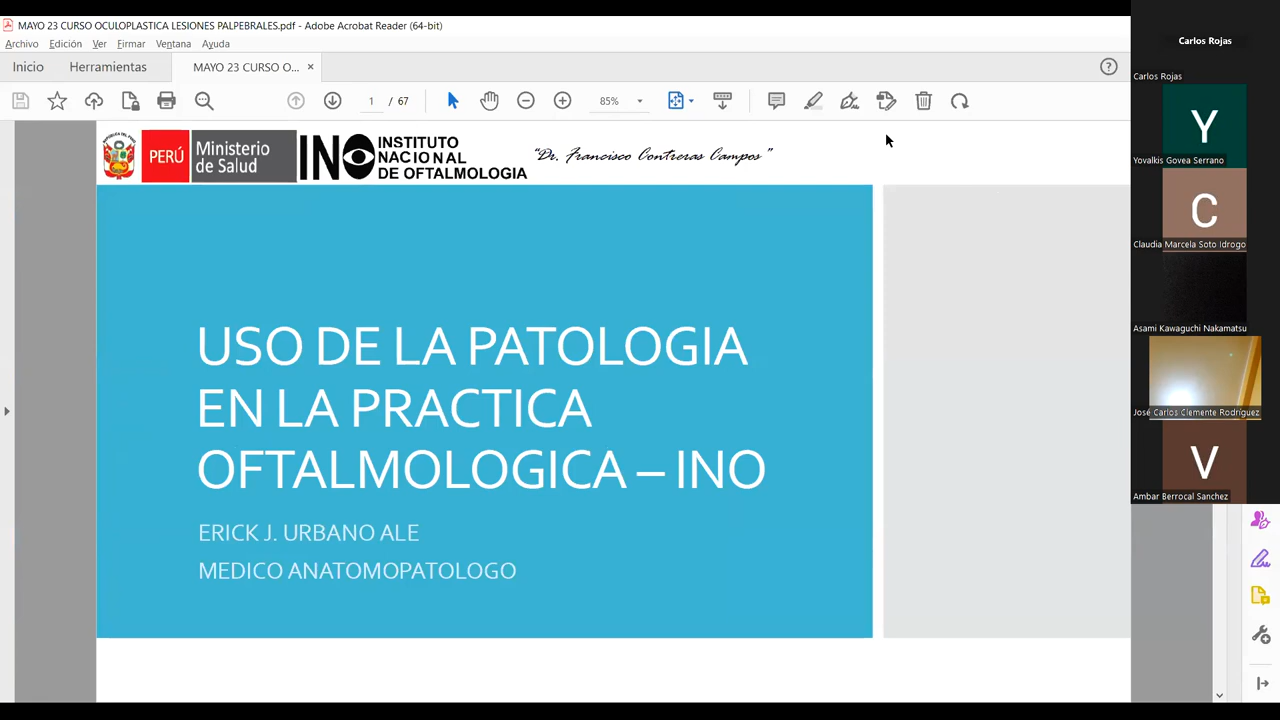 MAYO 23 CURSO OCULOPLASTICA LESIONES PALPEBRALES.pdf - Adobe Acrobat Reader (64-bit)
Archivo Edición Ver Firmar Ventana Ayuda
Inicio Herramientas MAYO 23 CURSO O... ×
1 / 67 85%
PERÚ
Ministerio
de Salud
INO
INSTITUTO
NACIONAL
DE OFTALMOLOGIA
"Dr. Francisco Contreras Campos"
USO DE LA PATOLOGIA
EN LA PRACTICA
OFTALMOLOGICA – INO
ERICK J. URBANO ALE
MEDICO ANATOMOPATOLOGO
Carlos Rojas
Carlos Rojas
Y
Yovalkis Govea Serrano
C
Claudia Marcela Soto Idrogo
Asami Kawaguchi Nakamatsu
José Carlos Clemente Rodríguez
V
Ambar Berrocal Sanchez